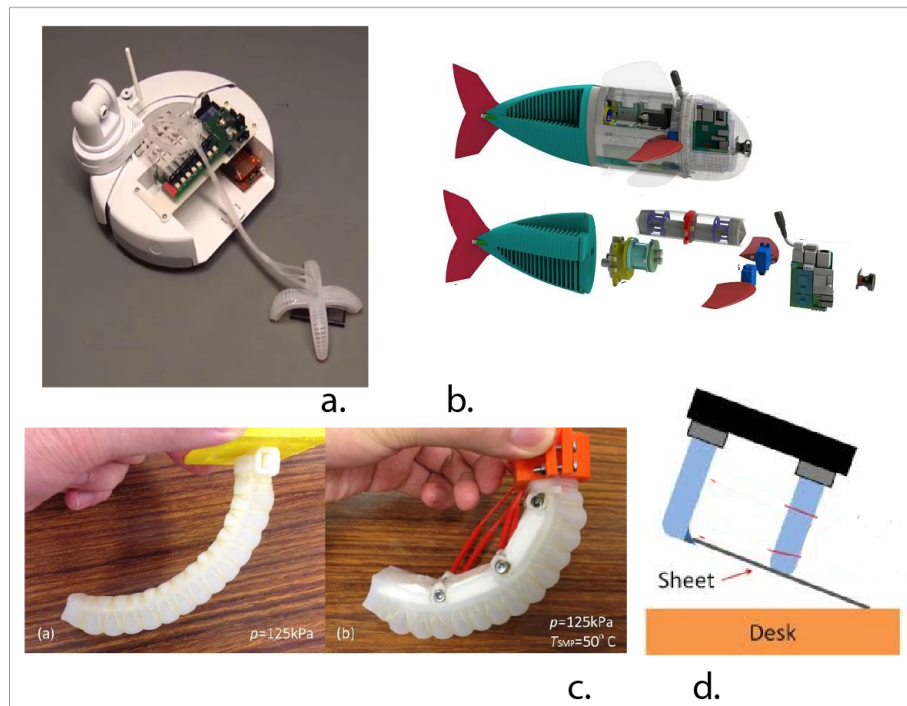 a.
b.
(a)
p=125kPa
(b)
p=125kPa
TSMP=50° C
Sheet
Desk
c.
d.